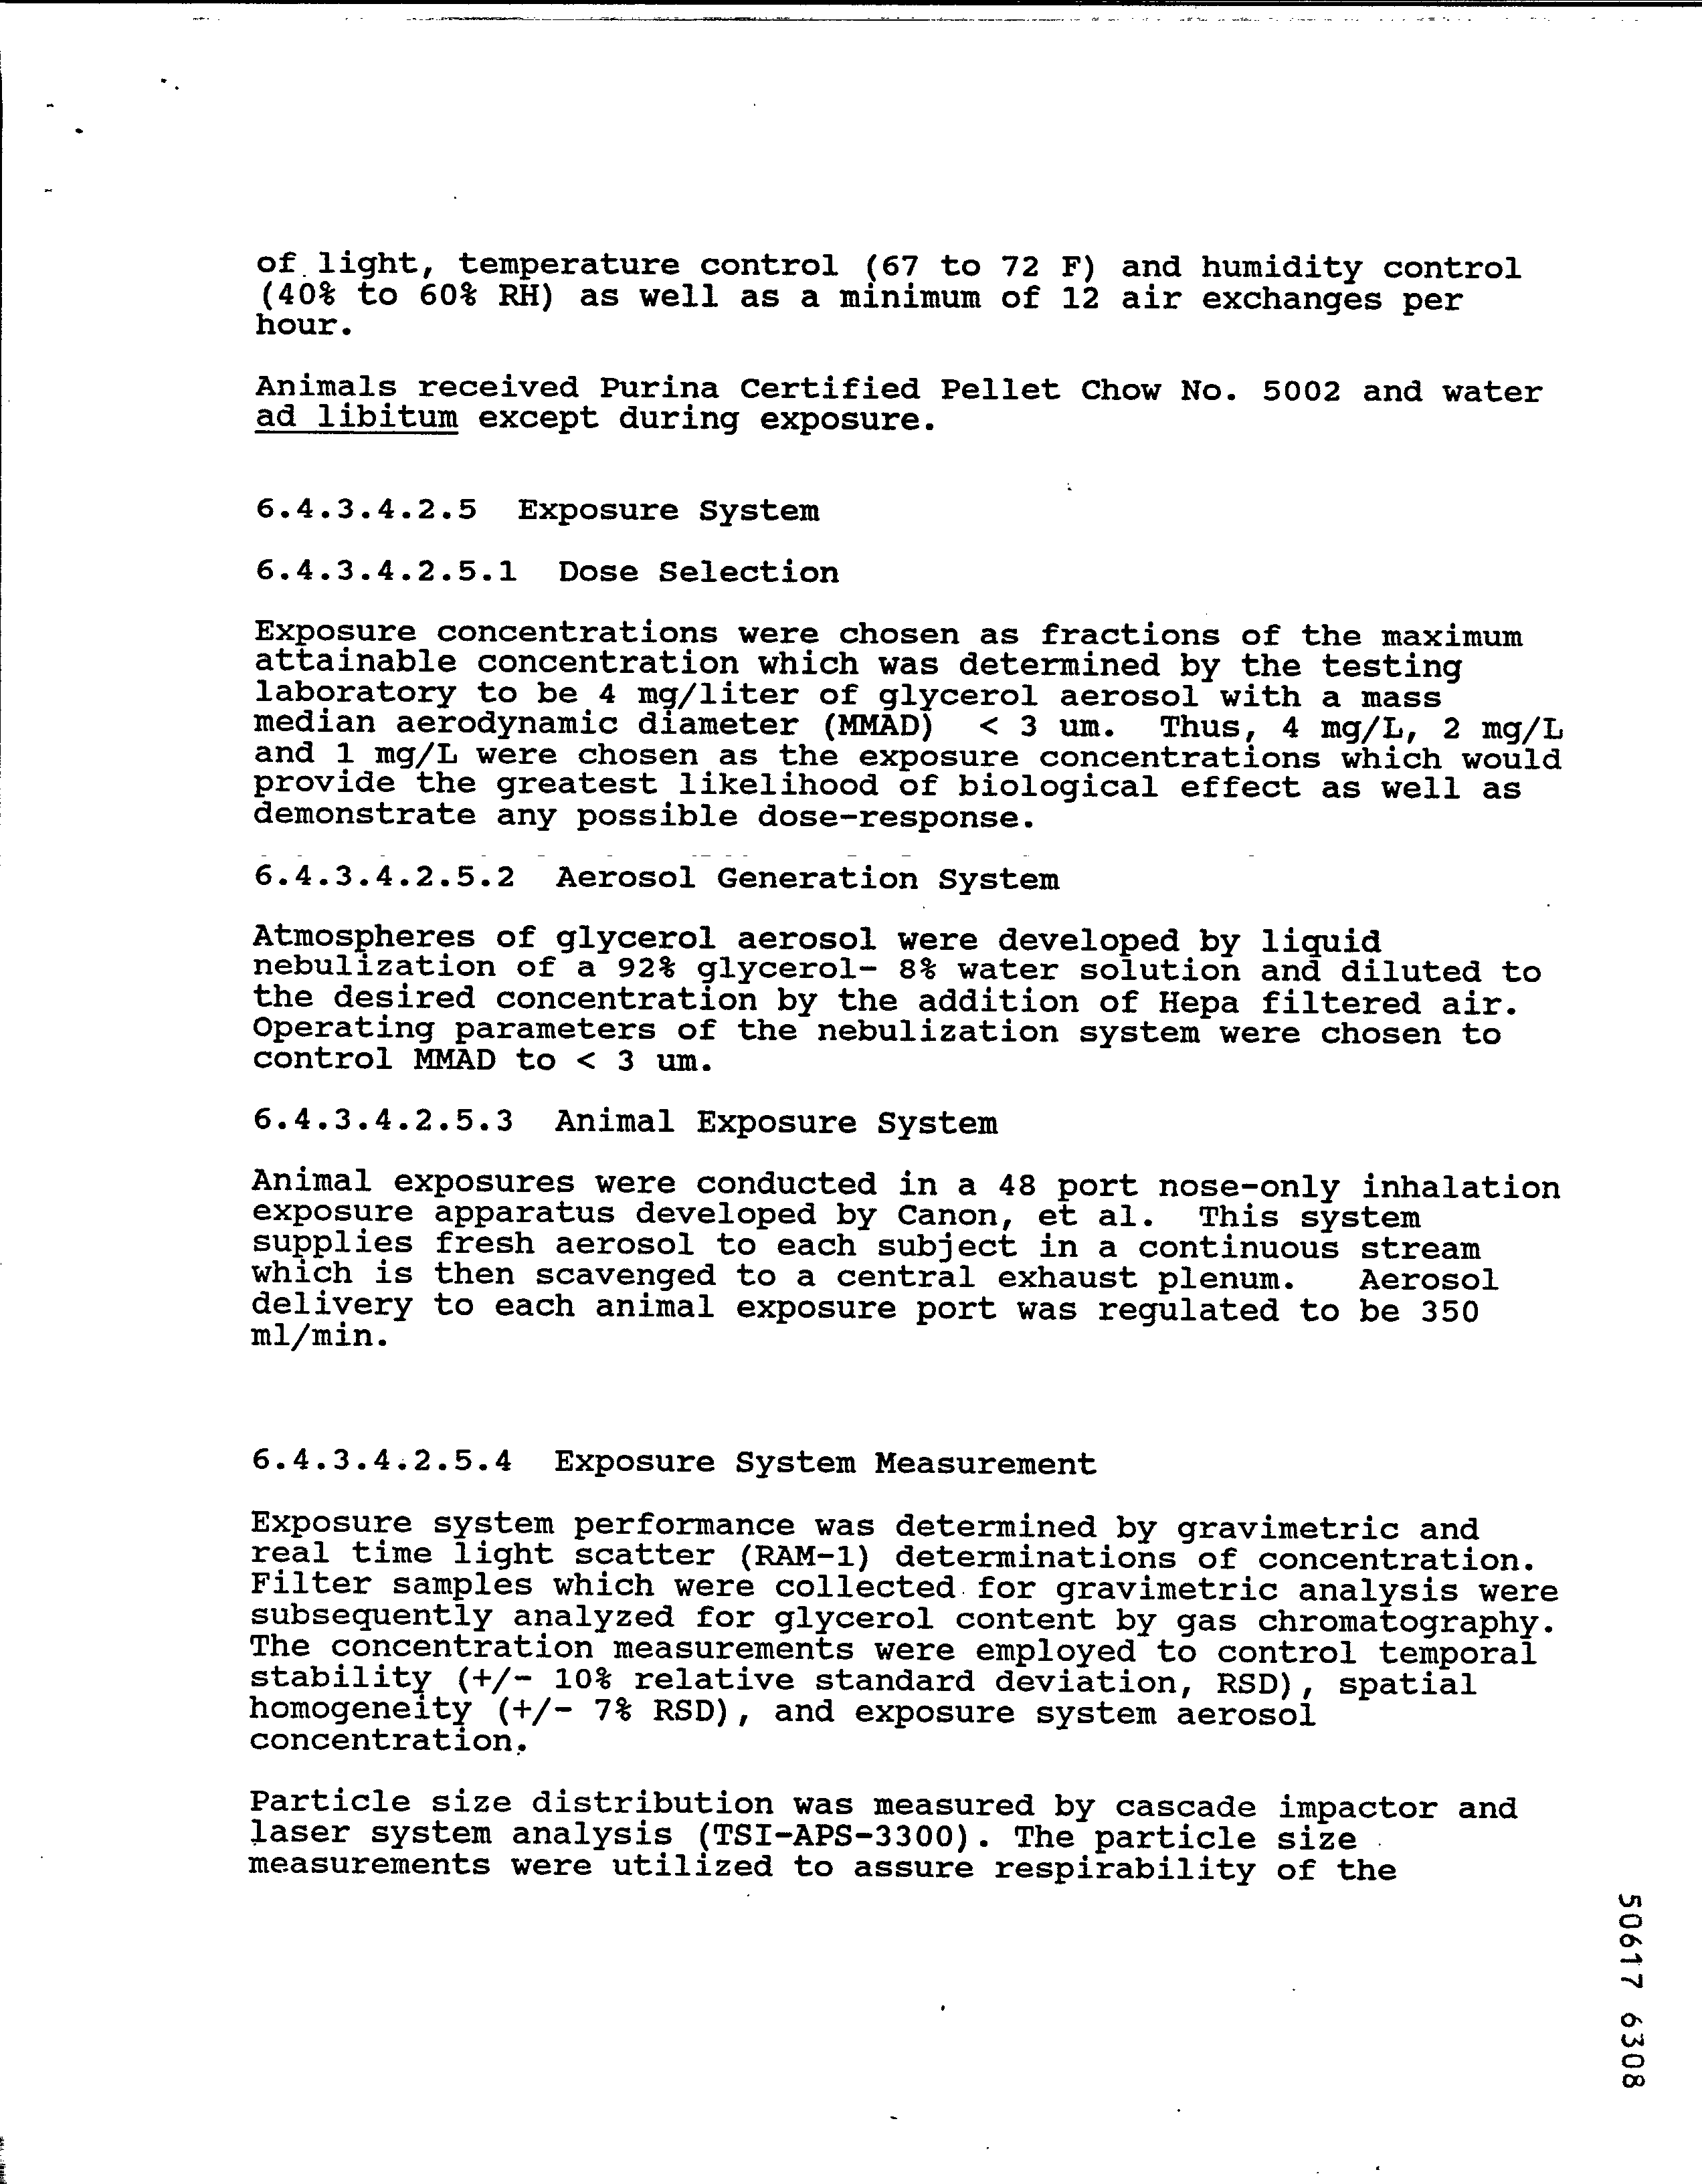 of light, temperature control (67 to 72 F) and humidity control
(40% to 60% RH) as well as a minimum of 12 air exchanges per
hour.
Animals received Purina Certified Pellet Chow No. 5002 and water
ad libitum except during exposure.
6.4.3.4.2.5 Exposure System
6.4.3.4.2.5.1 Dose Selection
Exposure concentrations were chosen as fractions of the maximum
attainable concentration which was determined by the testing
laboratory to be 4 mg/liter of glycerol aerosol with a mass
median aerodynamic diameter (MMAD) < 3 um. Thus, 4 mg/L, 2 mg/L
and 1 mg/L were chosen as the exposure concentrations which would
provide the greatest likelihood of biological effect as well as
demonstrate any possible dose-response.
6.4.3.4.2.5.2 Aerosol Generation System
Atmospheres of glycerol aerosol were developed by liquid
nebulization of a 92% glycerol- 8% water solution and diluted to
the desired concentration by the addition of Hepa filtered air.
Operating parameters of the nebulization system were chosen to
control MMAD to < 3 um.
6.4.3.4.2.5.3 Animal Exposure System
Animal exposures were conducted in a 48 port nose-only inhalation
exposure apparatus developed by Canon, et al. This system
supplies fresh aerosol to each subject in a continuous stream
which is then scavenged to a central exhaust plenum. Aerosol
delivery to each animal exposure port was regulated to be 350
ml/min.
6.4.3.4.2.5.4 Exposure System Measurement
Exposure system performance was determined by gravimetric and
real time light scatter (RAM-1) determinations of concentration.
Filter samples which were collected for gravimetric analysis were
subsequently analyzed for glycerol content by gas chromatography.
The concentration measurements were employed to control temporal
stability (+/- 10% relative standard deviation, RSD), spatial
homogeneity (+/- 7% RSD), and exposure system aerosol
concentration.
Particle size distribution was measured by cascade impactor and
laser system analysis (TSI-APS-3300). The particle size
measurements were utilized to assure respirability of the
50617 6308